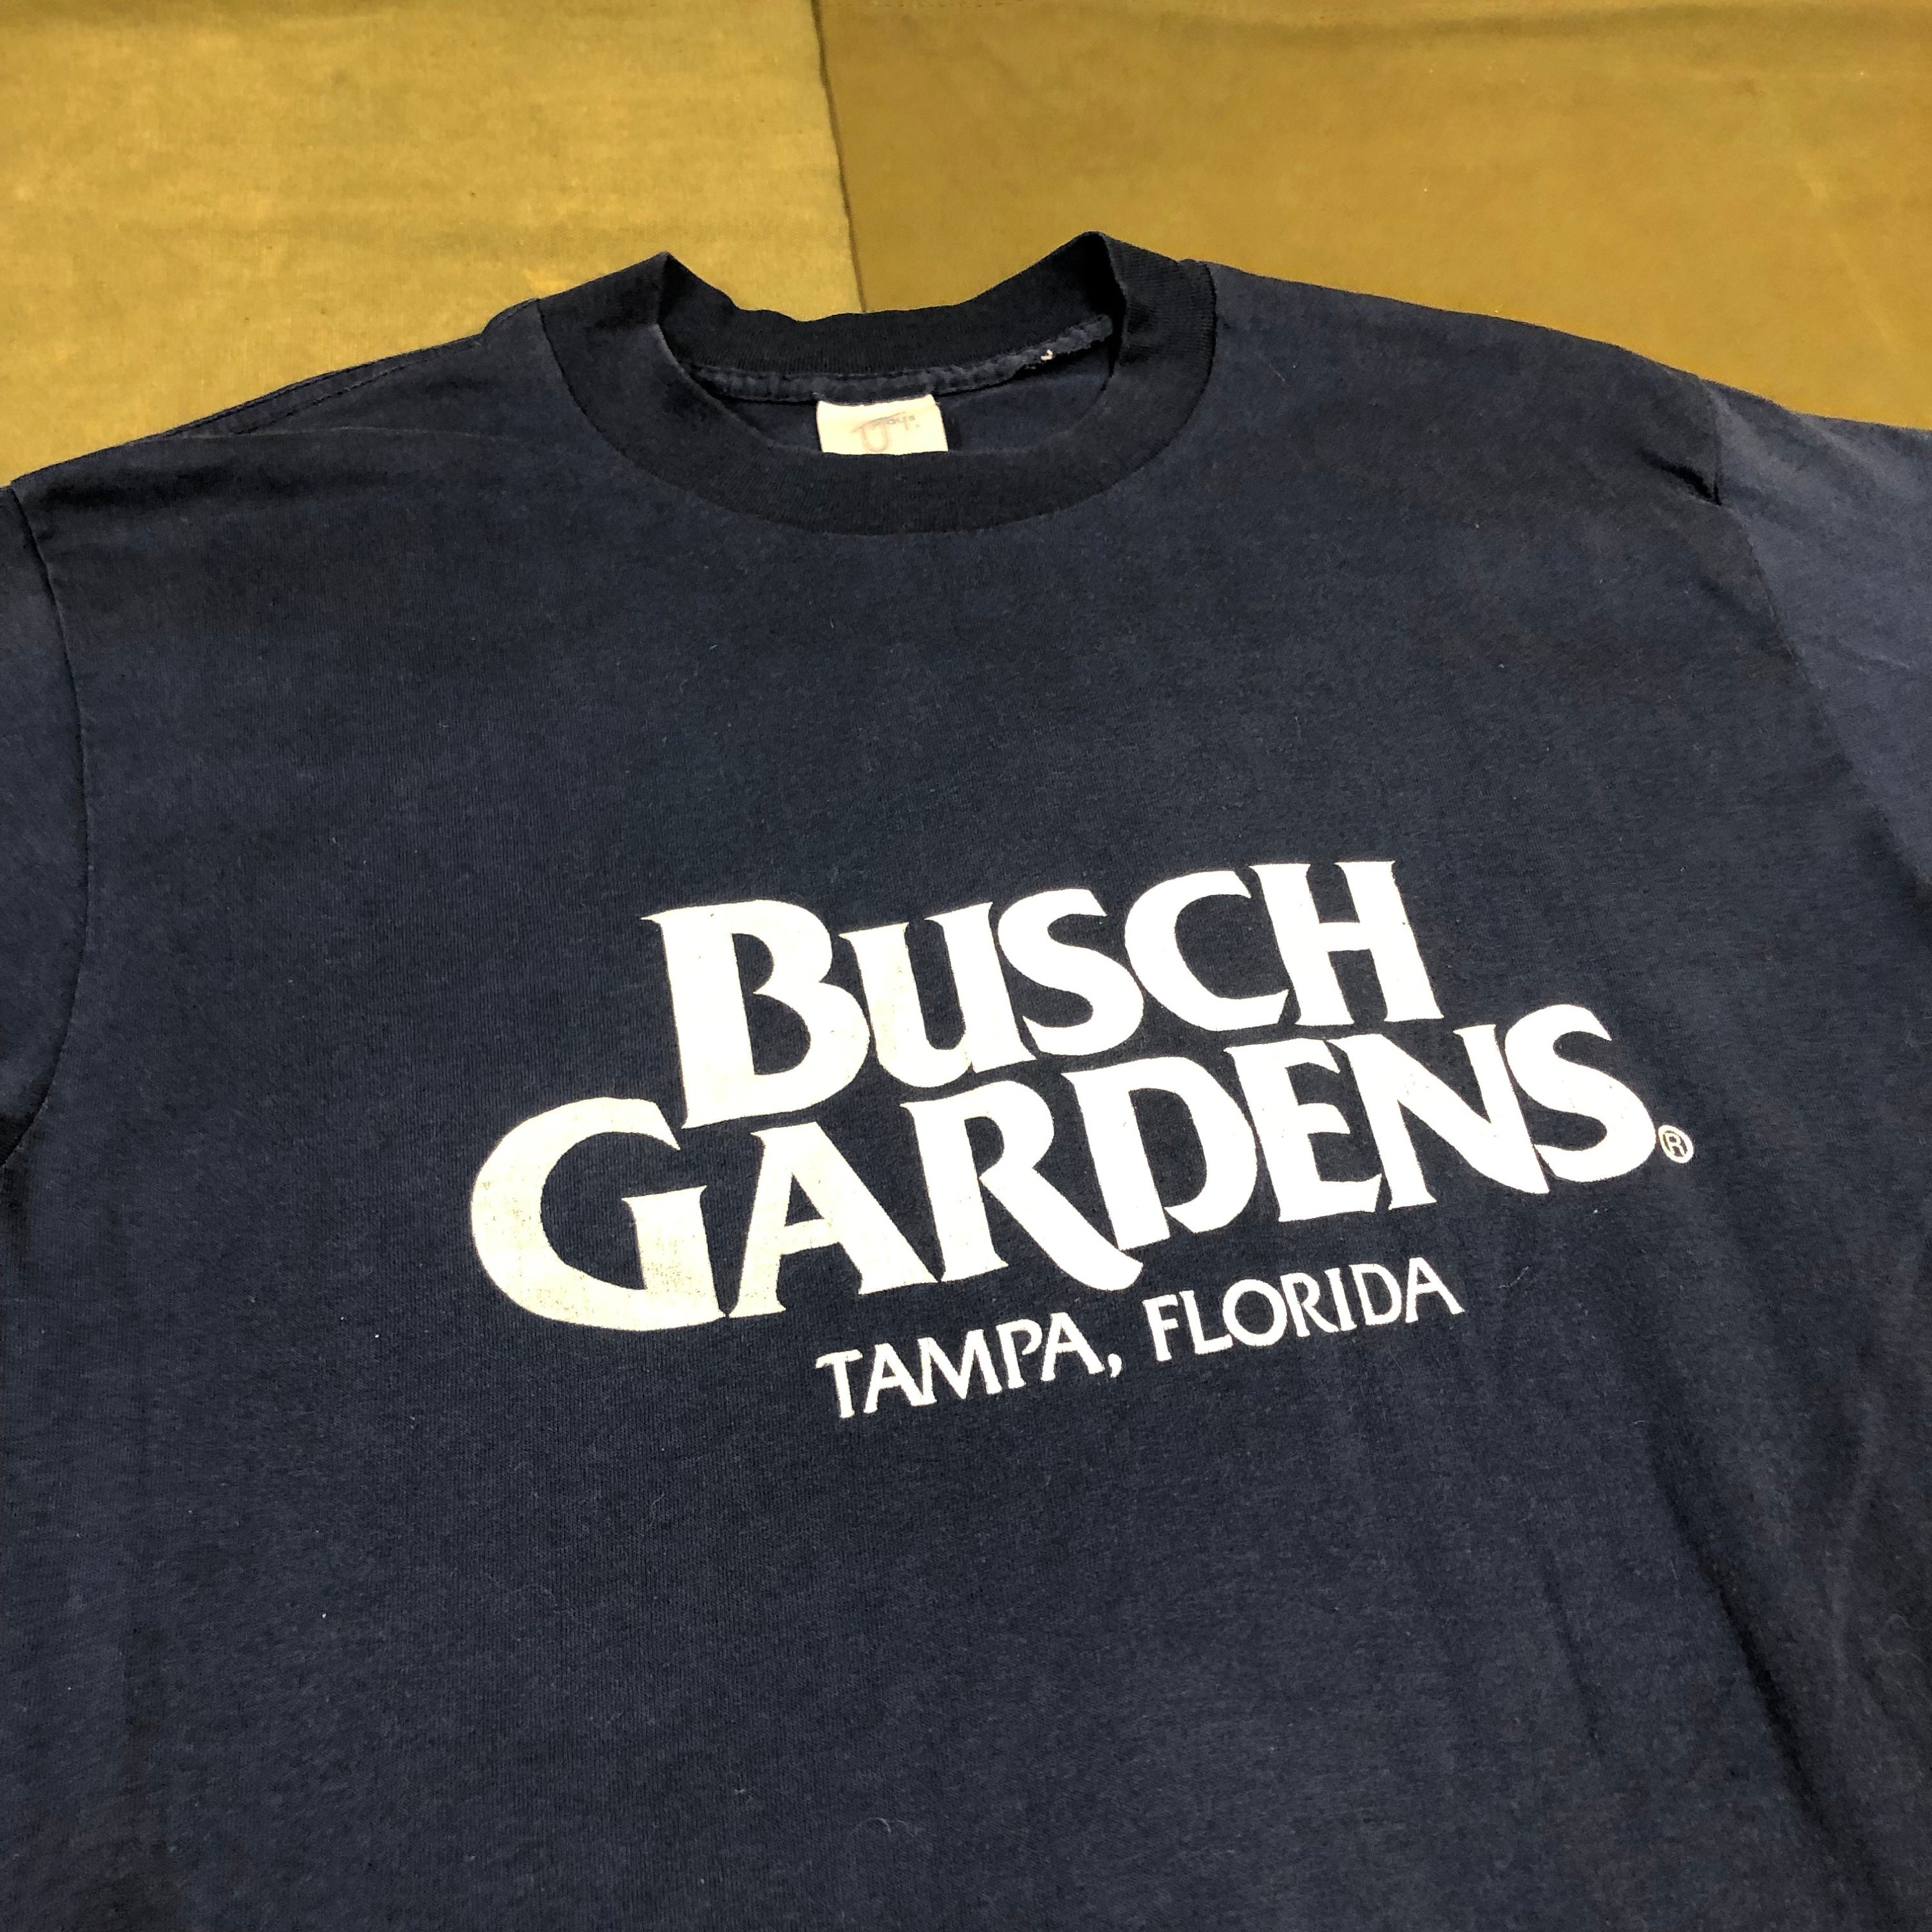 BUSCH
GARDENS®
TAMPA, FLORIDA